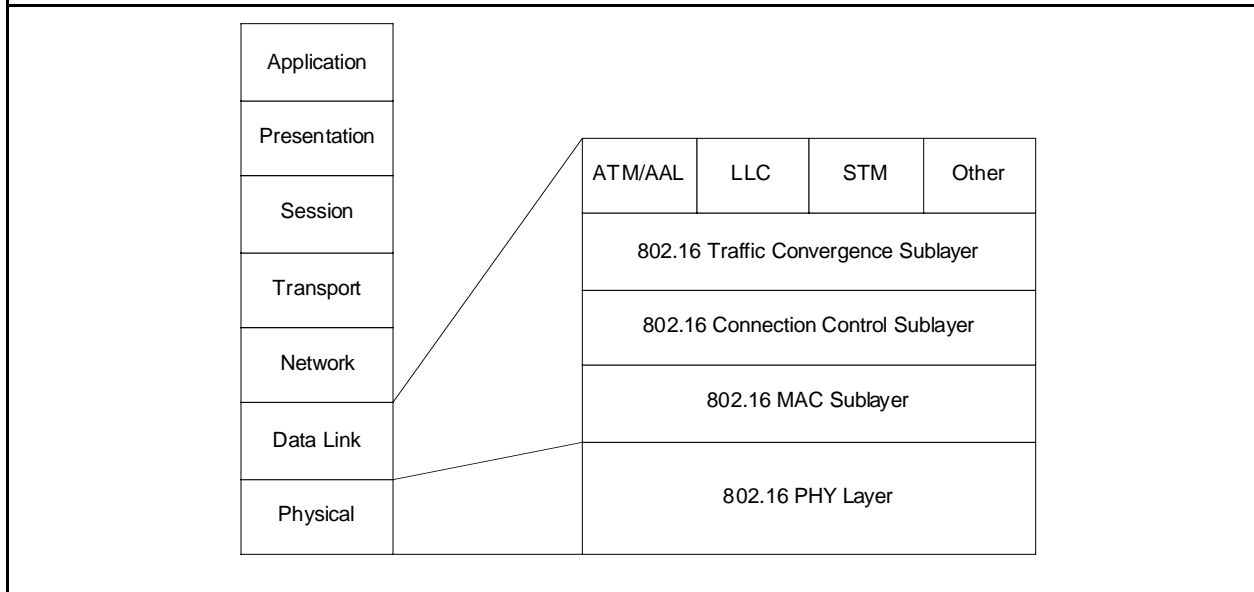 Application
Presentation
Session
Transport
Network
Data Link
Physical
ATM/AAL LLC STM Other
802.16 Traffic Convergence Sublayer
802.16 Connection Control Sublayer
802.16 MAC Sublayer
802.16 PHY Layer